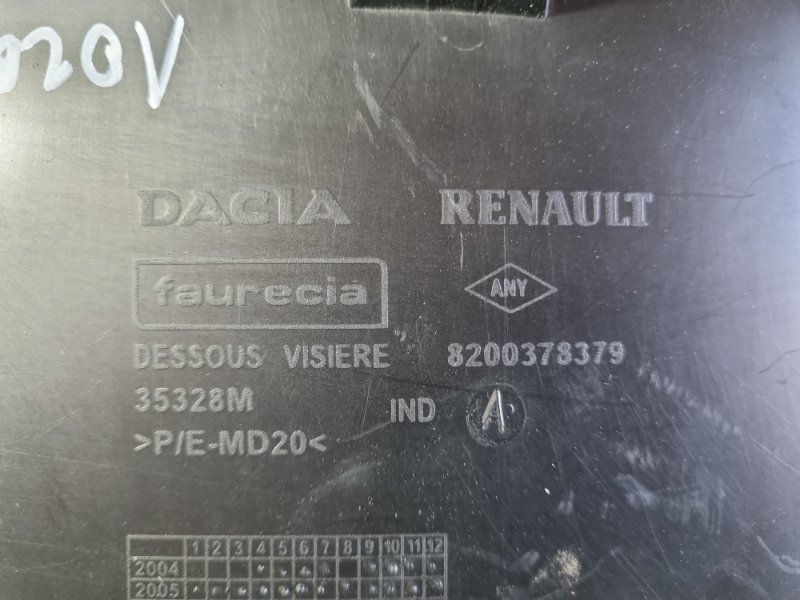 DACIA RENAULT
faurecia ANY
DESSOUS VISIERE 8200378379
35328M IND A
>P/E-MD20<
1 2 3 4 5 6 7 8 9 10 11 12
2004
2005